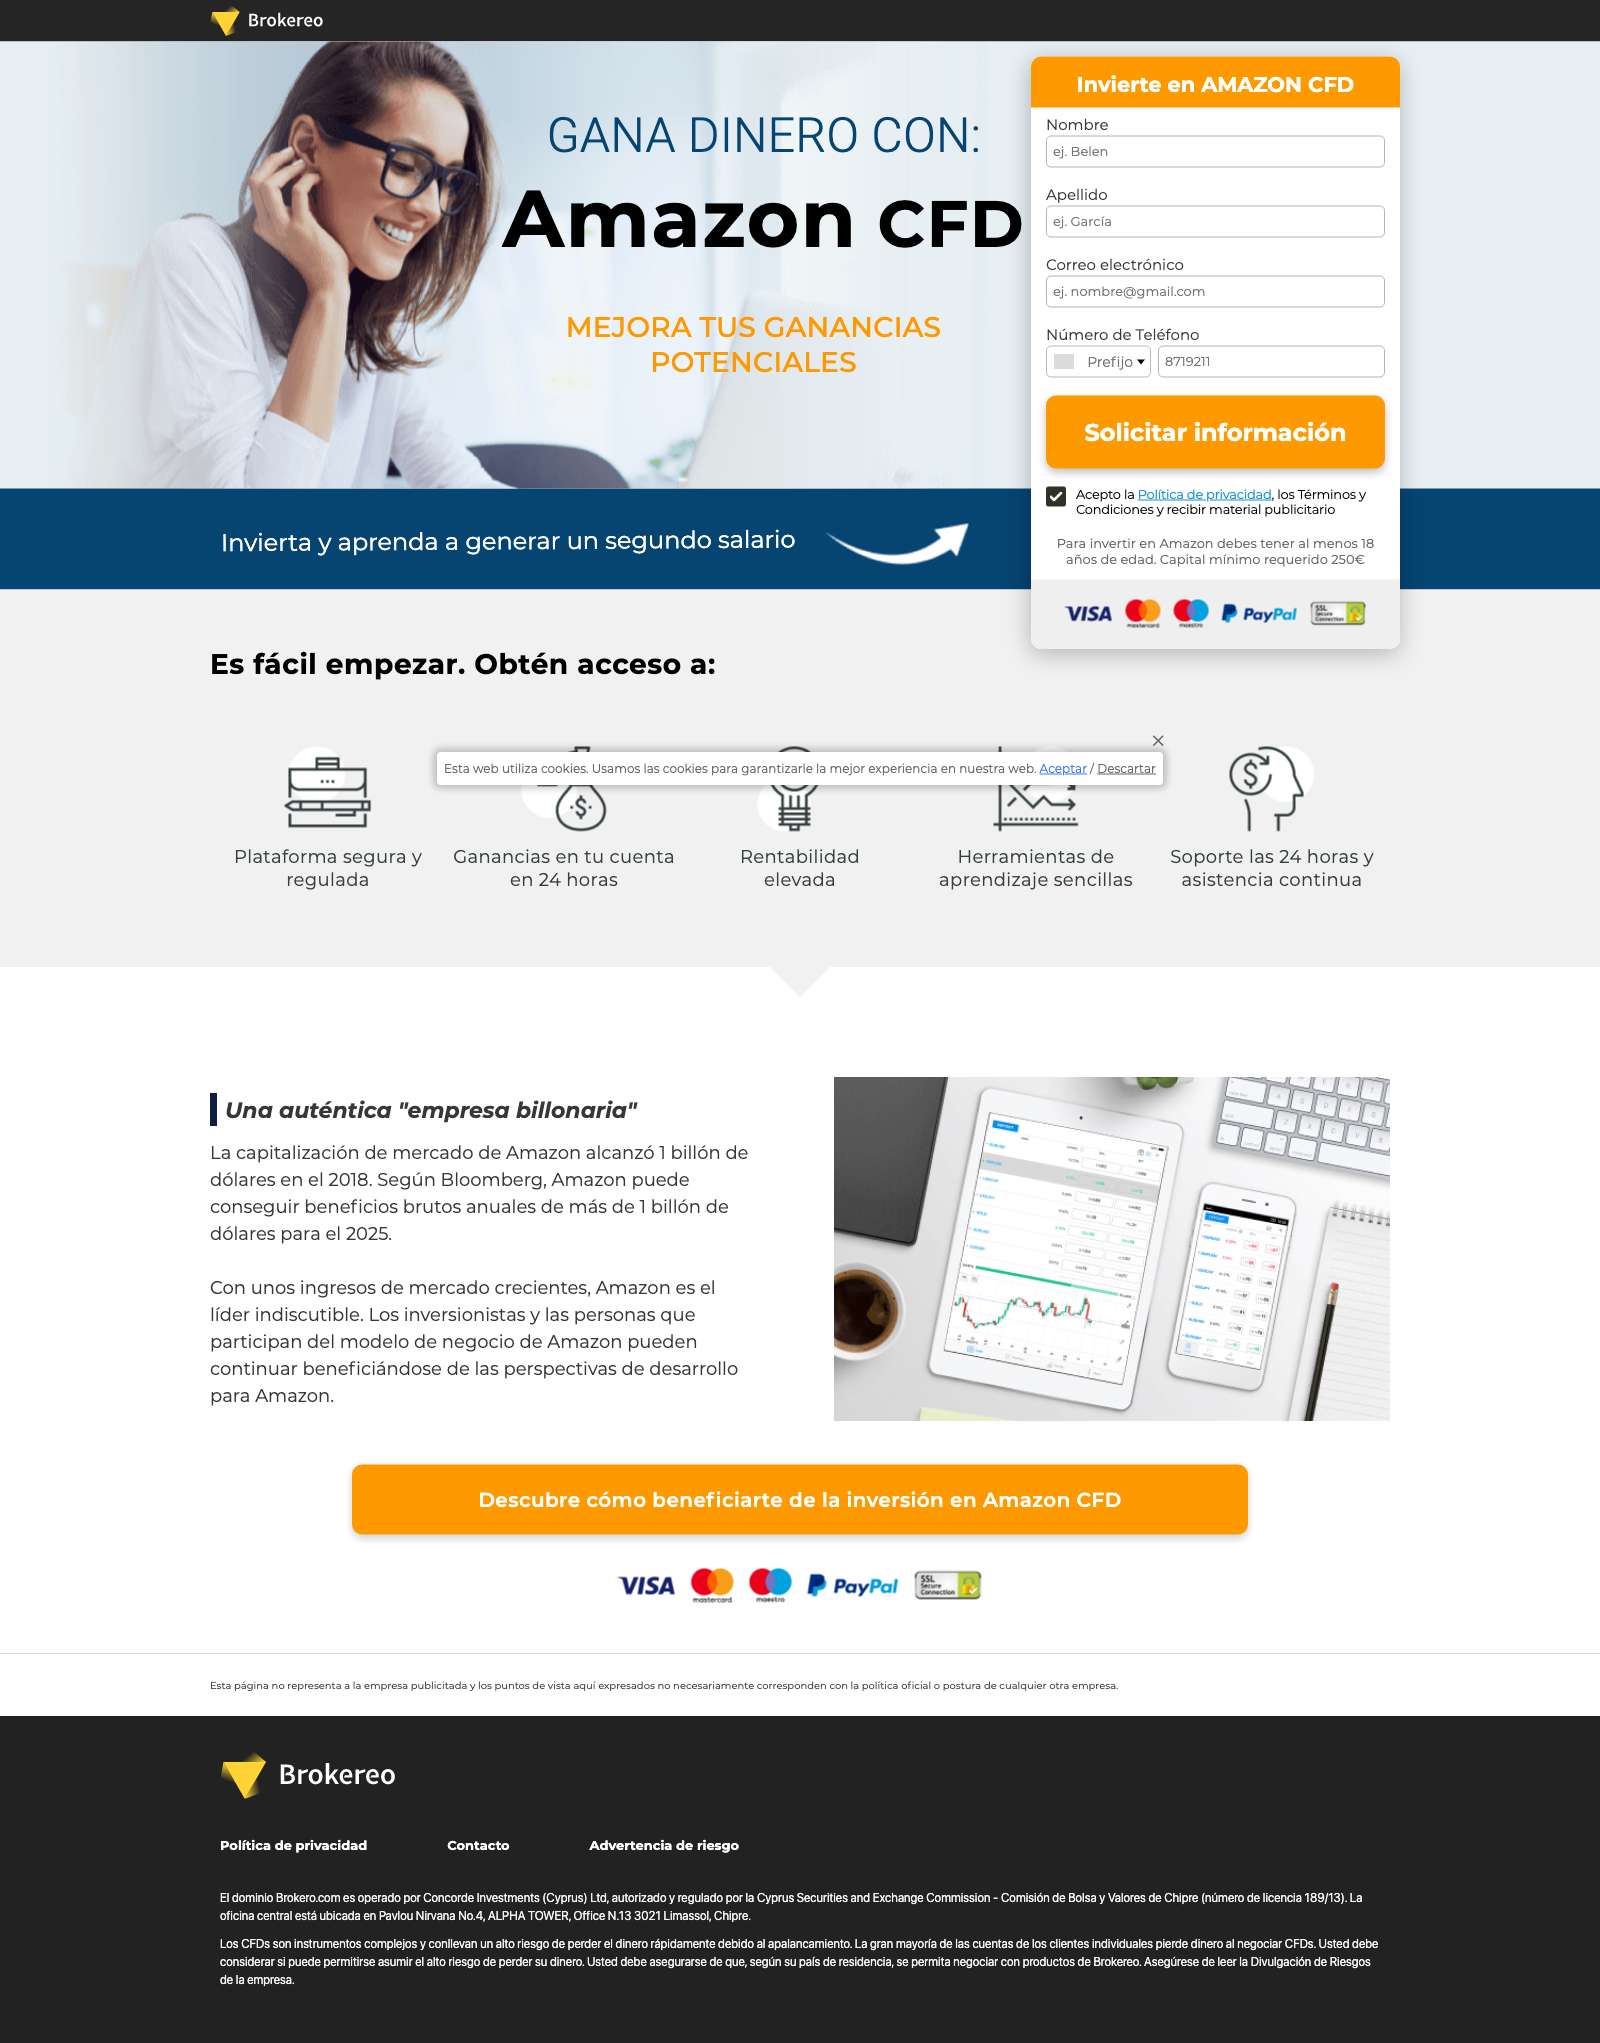 Brokereo
GANA DINERO CON:
Amazon CFD
MEJORA TUS GANANCIAS
POTENCIALES
Invierta y aprenda a generar un segundo salario
Invierte en AMAZON CFD
Nombre
ej. Belen
Apellido
ej. García
Correo electrónico
ej. nombre@gmail.com
Número de Teléfono
Prefijo 8719211
Solicitar información
Acepto la Política de privacidad, los Términos y
Condiciones y recibir material publicitario
Para invertir en Amazon debes tener al menos 18
años de edad. Capital mínimo requerido 250€
VISA mastercard maestro PayPal SSL Secure Connection
Es fácil empezar. Obtén acceso a:
Esta web utiliza cookies. Usamos las cookies para garantizarle la mejor experiencia en nuestra web. Aceptar / Descartar
Plataforma segura y
regulada
Ganancias en tu cuenta
en 24 horas
Rentabilidad
elevada
Herramientas de
aprendizaje sencillas
Soporte las 24 horas y
asistencia continua
Una auténtica "empresa billonaria"
La capitalización de mercado de Amazon alcanzó 1 billón de
dólares en el 2018. Según Bloomberg, Amazon puede
conseguir beneficios brutos anuales de más de 1 billón de
dólares para el 2025.
Con unos ingresos de mercado crecientes, Amazon es el
líder indiscutible. Los inversionistas y las personas que
participan del modelo de negocio de Amazon pueden
continuar beneficiándose de las perspectivas de desarrollo
para Amazon.
Descubre cómo beneficiarte de la inversión en Amazon CFD
VISA mastercard maestro PayPal SSL Secure Connection
Esta página no representa a la empresa publicitada y los puntos de vista aquí expresados no necesariamente corresponden con la política oficial o postura de cualquier otra empresa.
Brokereo
Política de privacidad Contacto Advertencia de riesgo
El dominio Brokero.com es operado por Concorde Investments (Cyprus) Ltd, autorizado y regulado por la Cyprus Securities and Exchange Commission - Comisión de Bolsa y Valores de Chipre (número de licencia 189/13). La
oficina central está ubicada en Pavlou Nirvana No.4, ALPHA TOWER, Office N.13 3021 Limassol, Chipre.
Los CFDs son instrumentos complejos y conllevan un alto riesgo de perder el dinero rápidamente debido al apalancamiento. La gran mayoría de las cuentas de los clientes individuales pierde dinero al negociar CFDs. Usted debe
considerar si puede permitirse asumir el alto riesgo de perder su dinero. Usted debe asegurarse de que, según su país de residencia, se permita negociar con productos de Brokereo. Asegúrese de leer la Divulgación de Riesgos
de la empresa.